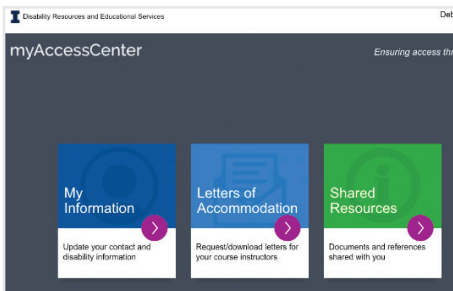 Disability Resources and Educational Services
Deb
myAccessCenter
Ensuring access thr
My
Information
Letters of
Accommodation
Shared
Resources
Update your contact and
disability information
Request/download letters for
your course instructors
Documents and references
shared with you